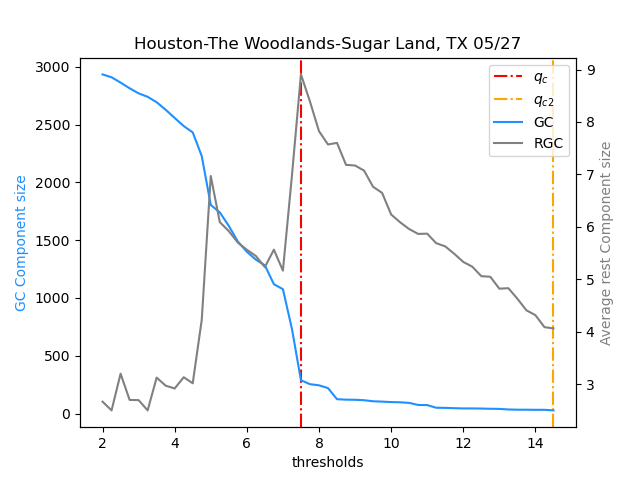 Houston-The Woodlands-Sugar Land, TX 05/27
GC Component size
3000
2500
2000
1500
1000
500
0
2
4
6
8
10
12
14
thresholds
9
8
7
6
5
4
3
Average rest Component size
qc
qc2
GC
RGC